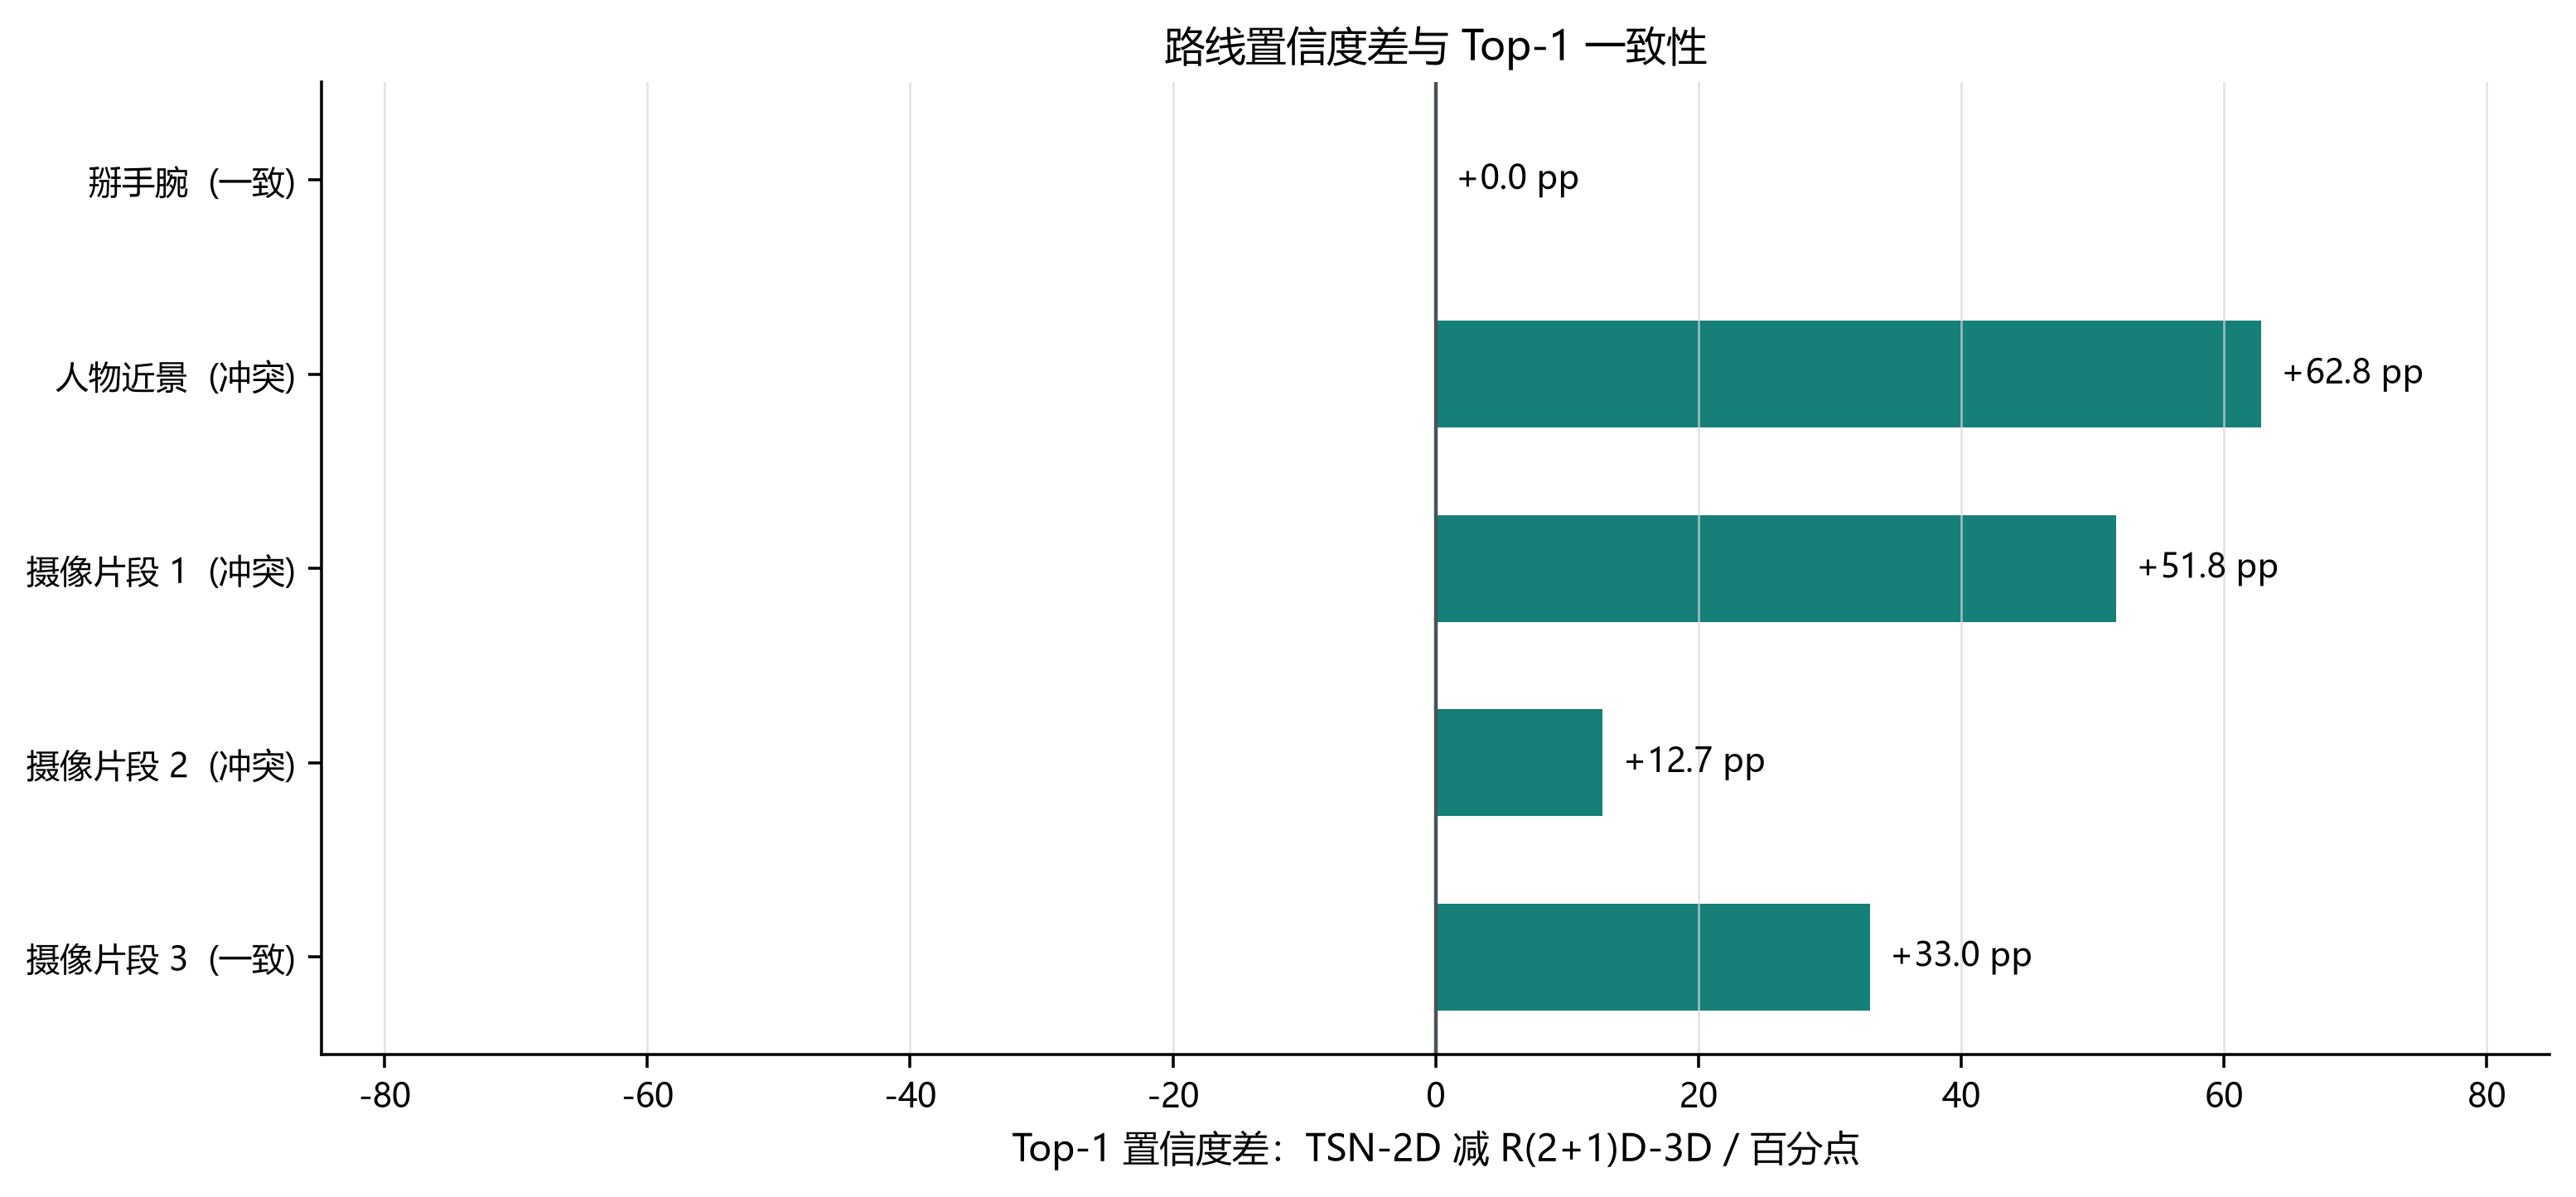 路线置信度差与 Top-1 一致性
掰手腕 (一致)
+0.0 pp
人物近景 (冲突)
+62.8 pp
摄像片段 1 (冲突)
+51.8 pp
摄像片段 2 (冲突)
+12.7 pp
摄像片段 3 (一致)
+33.0 pp
-80 -60 -40 -20 0 20 40 60 80
Top-1 置信度差：TSN-2D 减 R(2+1)D-3D / 百分点